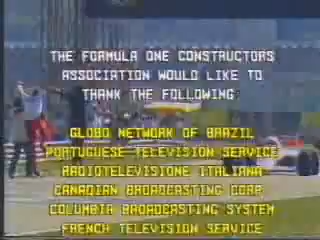 THE FORMULA ONE CONSTRUCTORS
ASSOCIATION WOULD LIKE TO
THANK THE FOLLOWING
GLOBO NETWORK OF BRAZIL
PORTUGUESE TELEVISION SERVICE
RADIOTELEVISIONE ITALIANA
CANADIAN BROADCASTING CORP.
COLUMBIA BROADCASTING SYSTEM
FRENCH TELEVISION SERVICE